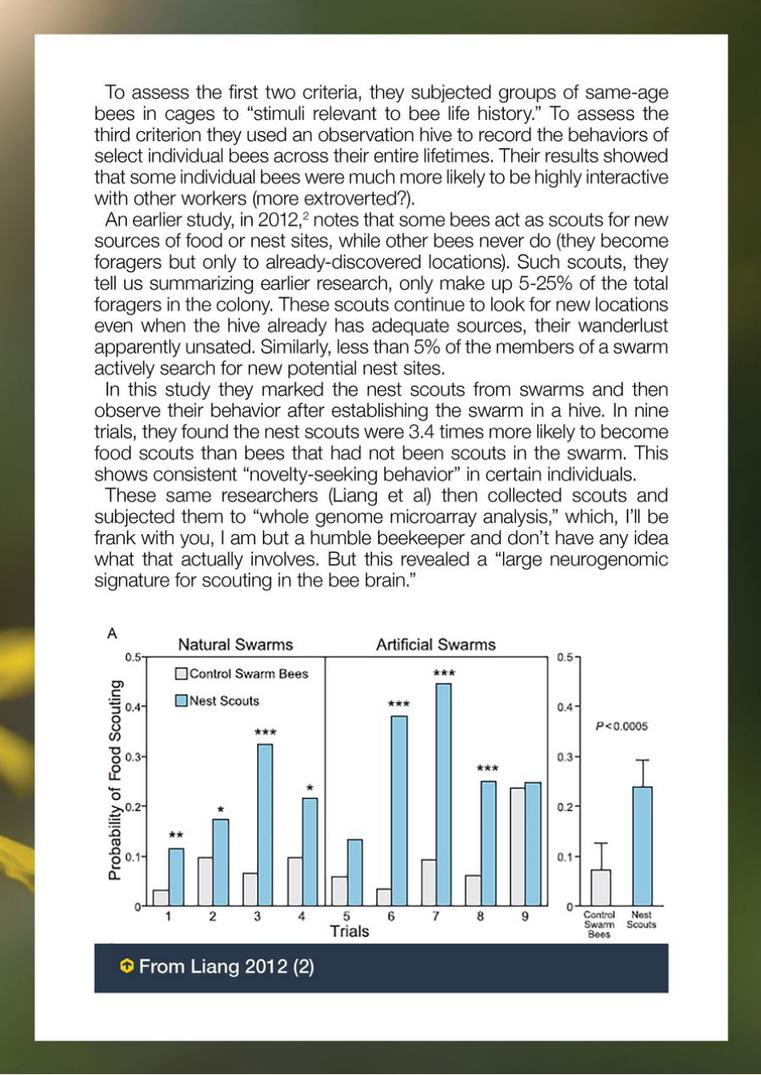 To assess the first two criteria, they subjected groups of same-age
bees in cages to “stimuli relevant to bee life history.” To assess the
third criterion they used an observation hive to record the behaviors of
select individual bees across their entire lifetimes. Their results showed
that some individual bees were much more likely to be highly interactive
with other workers (more extroverted?).
An earlier study, in 2012,² notes that some bees act as scouts for new
sources of food or nest sites, while other bees never do (they become
foragers but only to already-discovered locations). Such scouts, they
tell us summarizing earlier research, only make up 5-25% of the total
foragers in the colony. These scouts continue to look for new locations
even when the hive already has adequate sources, their wanderlust
apparently unsated. Similarly, less than 5% of the members of a swarm
actively search for new potential nest sites.
In this study they marked the nest scouts from swarms and then
observe their behavior after establishing the swarm in a hive. In nine
trials, they found the nest scouts were 3.4 times more likely to become
food scouts than bees that had not been scouts in the swarm. This
shows consistent “novelty-seeking behavior” in certain individuals.
These same researchers (Liang et al) then collected scouts and
subjected them to “whole genome microarray analysis,” which, I’ll be
frank with you, I am but a humble beekeeper and don’t have any idea
what that actually involves. But this revealed a “large neurogenomic
signature for scouting in the bee brain.”
A
Natural Swarms
Artificial Swarms
Control Swarm Bees
Nest Scouts
Probability of Food Scouting
0.5
0.4
0.3
0.2
0.1
0
**
*
***
*
***
***
***
1 2 3 4 5 6 7 8 9
Trials
0.5
0.4
0.3
0.2
0.1
0
P<0.0005
Control
Swarm
Bees
Nest
Scouts
From Liang 2012 (2)